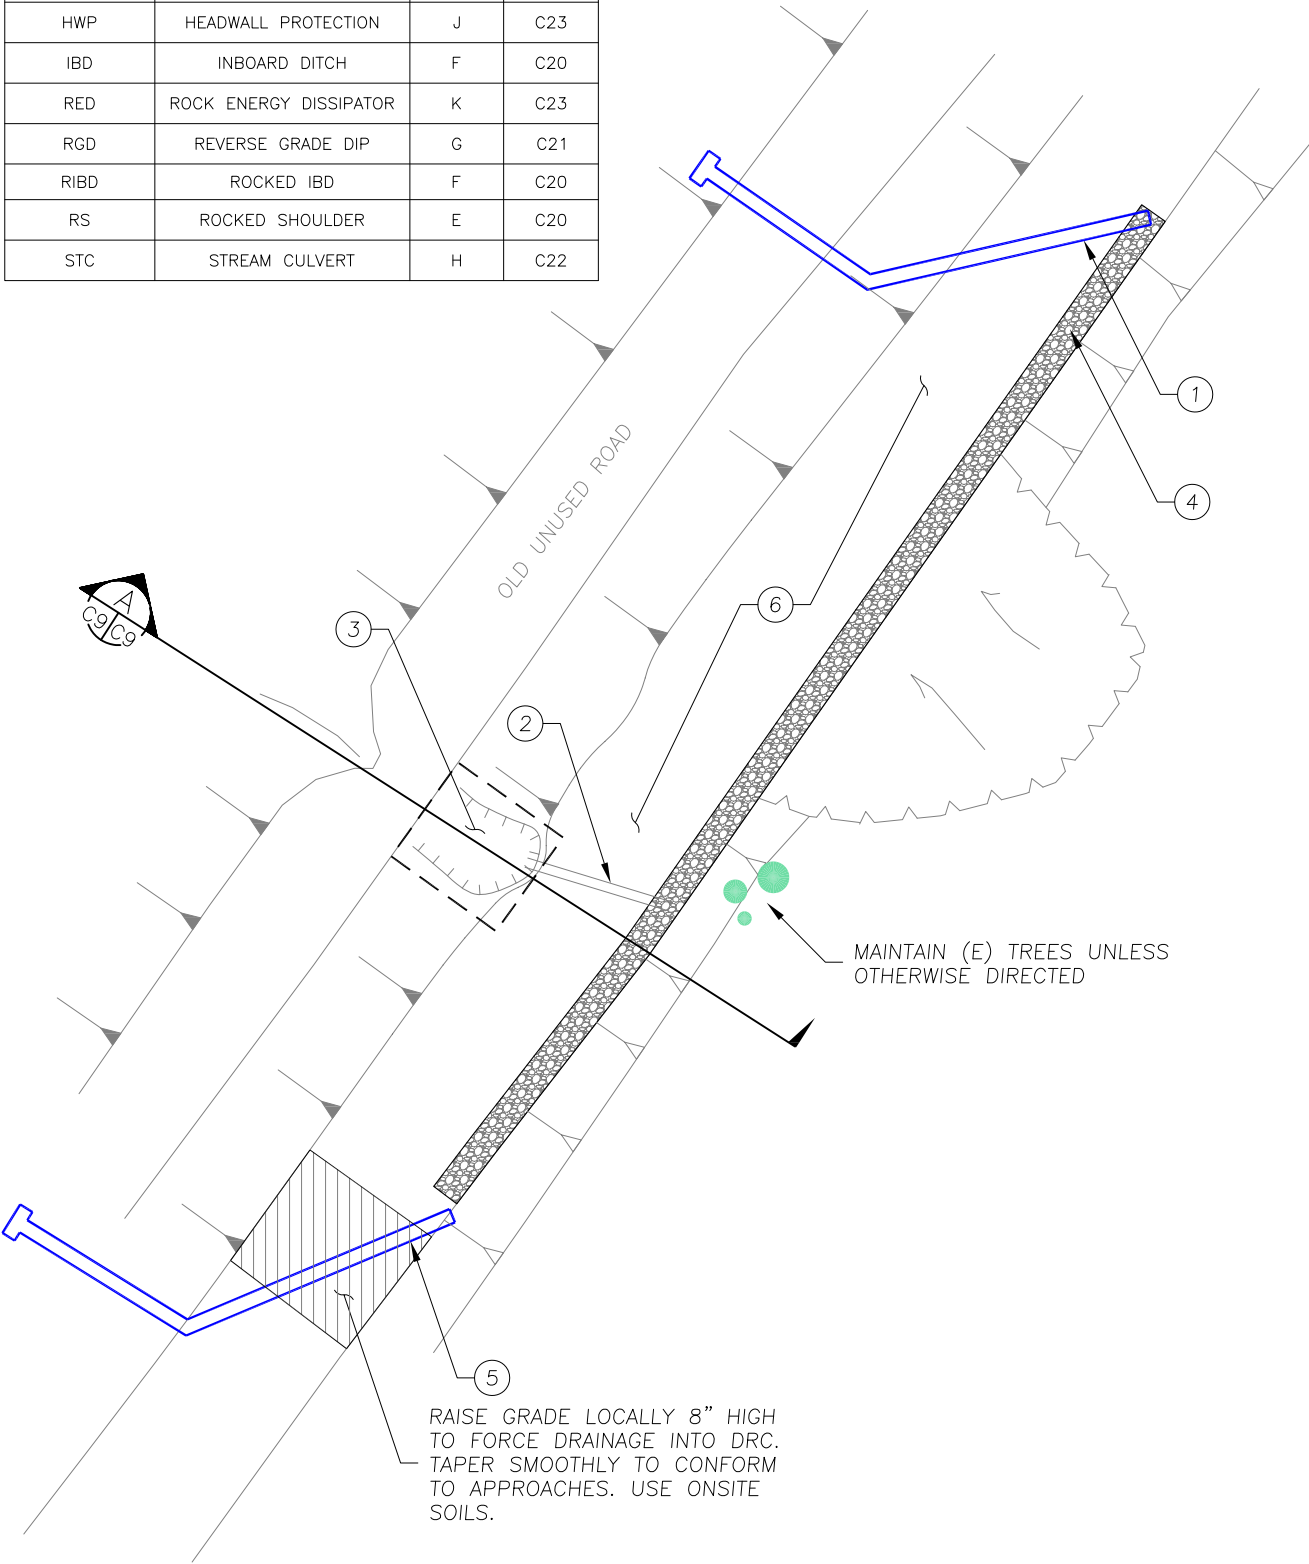 HWP HEADWALL PROTECTION J C23
IBD INBOARD DITCH F C20
RED ROCK ENERGY DISSIPATOR K C23
RGD REVERSE GRADE DIP G C21
RIBD ROCKED IBD F C20
RS ROCKED SHOULDER E C20
STC STREAM CULVERT H C22
1
4
OLD UNUSED ROAD
A
C9 C9
3
6
2
MAINTAIN (E) TREES UNLESS
OTHERWISE DIRECTED
5
RAISE GRADE LOCALLY 8" HIGH
TO FORCE DRAINAGE INTO DRC.
TAPER SMOOTHLY TO CONFORM
TO APPROACHES. USE ONSITE
SOILS.